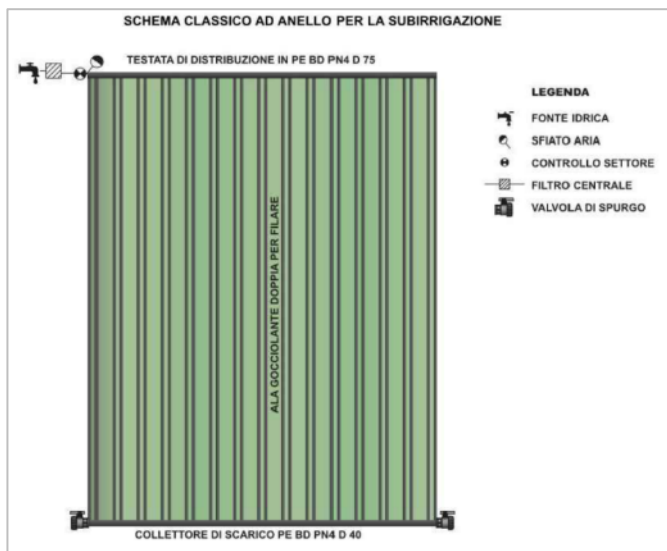 SCHEMA CLASSICO AD ANELLO PER LA SUBIRRIGAZIONE
TESTATA DI DISTRIBUZIONE IN PE BD PN4 D 75
LEGENDA
FONTE IDRICA
SFIATO ARIA
CONTROLLO SETTORE
FILTRO CENTRALE
VALVOLA DI SPURGO
ALA GOCCIOLANTE DOPPIA PER FILARE
COLLETTORE DI SCARICO PE BD PN4 D 40